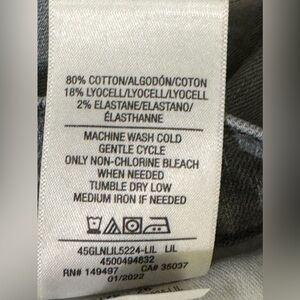 80% COTTON/ALGODÓN/COTON
18% LYOCELL/LYOCELL/LYOCELL
2% ELASTANE/ELASTANO/
ÉLASTHANNE
MACHINE WASH COLD
GENTLE CYCLE
ONLY NON-CHLORINE BLEACH
WHEN NEEDED
TUMBLE DRY LOW
MEDIUM IRON IF NEEDED
45GLNLIL5224-LIL LIL
4500494832
RN# 149497 CA# 35037
01/2022